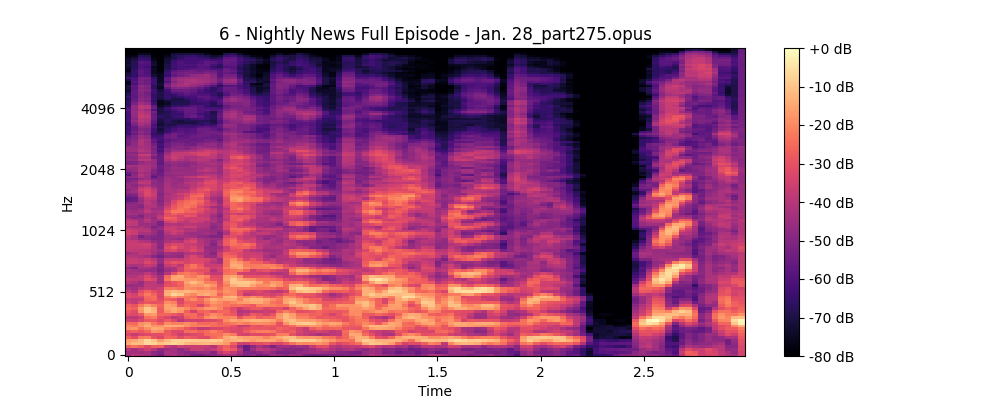 6 - Nightly News Full Episode - Jan. 28_part275.opus
Hz
4096
2048
1024
512
0
0
0.5
1
1.5
2
2.5
Time
+0 dB
-10 dB
-20 dB
-30 dB
-40 dB
-50 dB
-60 dB
-70 dB
-80 dB